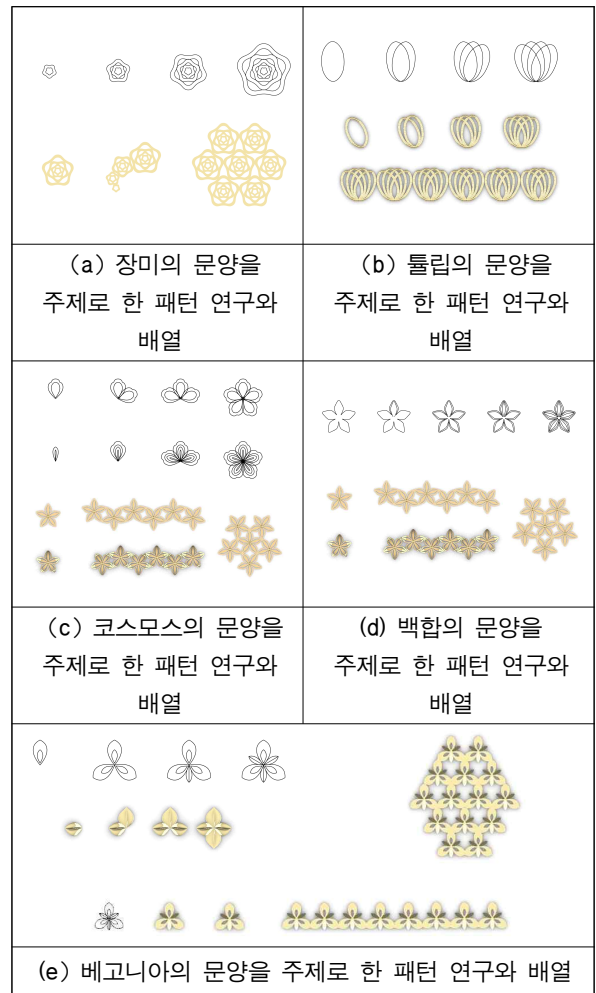 (a) 장미의 문양을
주제로 한 패턴 연구와
배열
(b) 튤립의 문양을
주제로 한 패턴 연구와
배열
(c) 코스모스의 문양을
주제로 한 패턴 연구와
배열
(d) 백합의 문양을
주제로 한 패턴 연구와
배열
(e) 베고니아의 문양을 주제로 한 패턴 연구와 배열